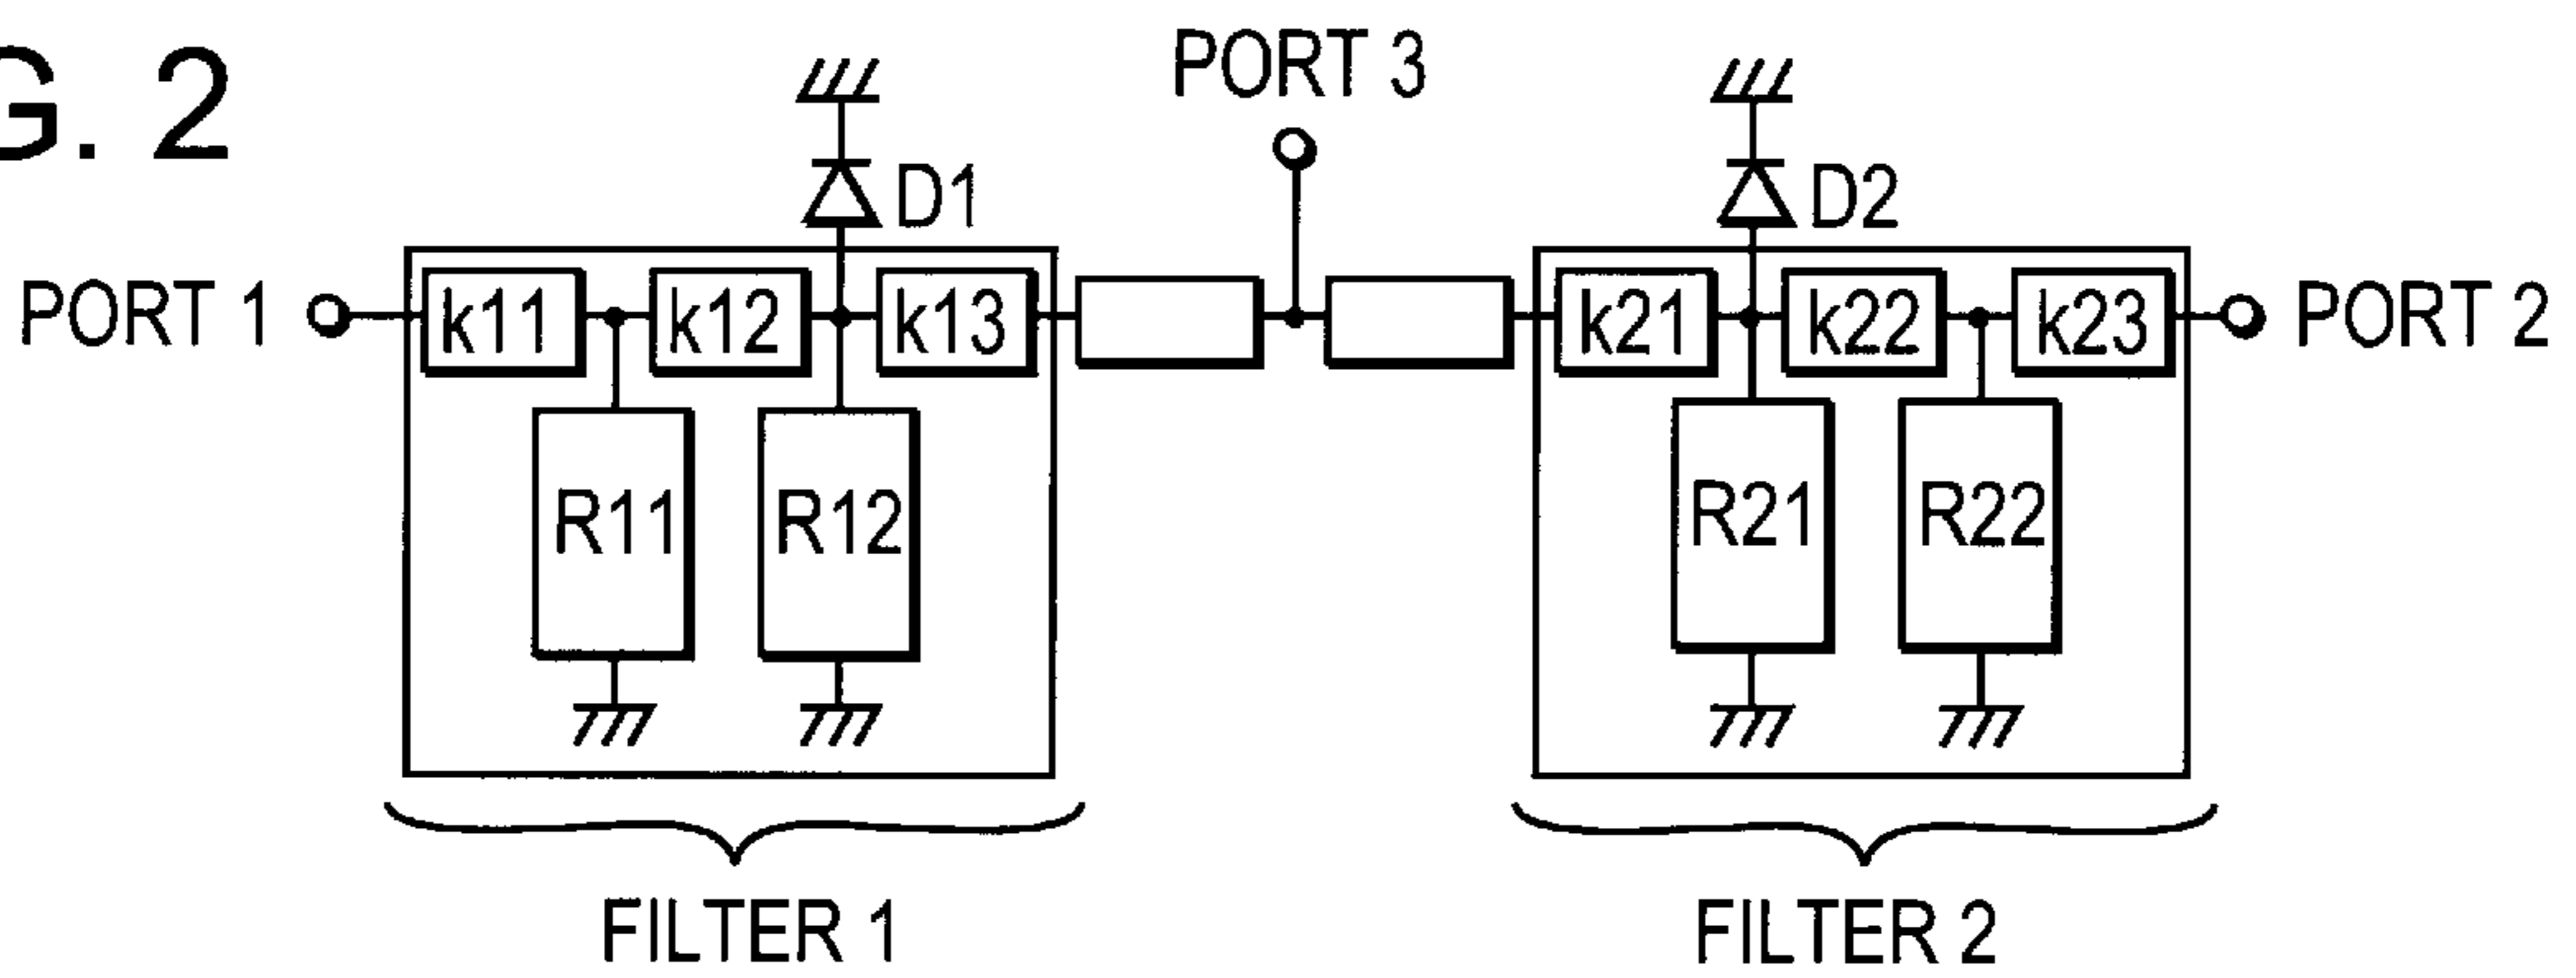 G. 2
PORT 3
D1
D2
PORT 1
k11
k12
k13
k21
k22
k23
PORT 2
R11
R12
R21
R22
FILTER 1
FILTER 2